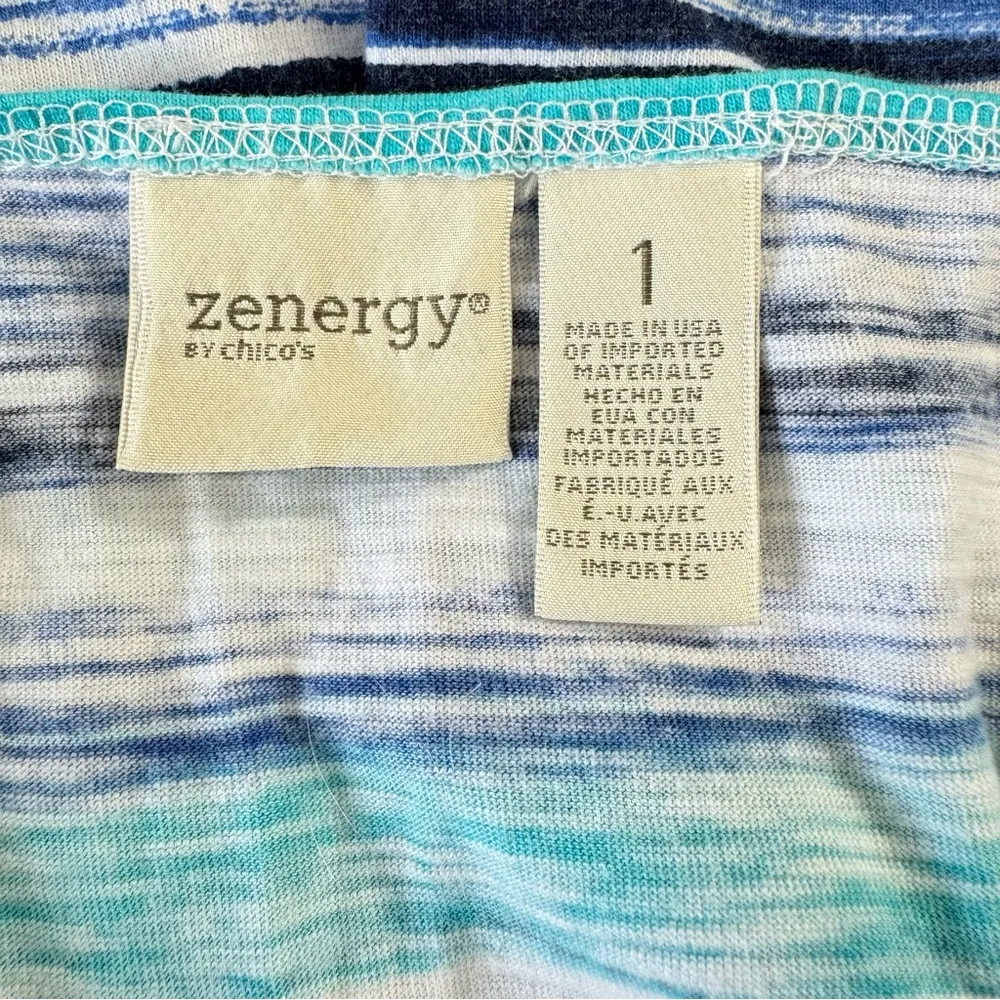 zenergy®
BY chico's
1
MADE IN USA
OF IMPORTED
MATERIALS
HECHO EN
EUA CON
MATERIALES
IMPORTADOS
FABRIQUÉ AUX
É.-U.AVEC
DES MATÉRIAUX
IMPORTÉS